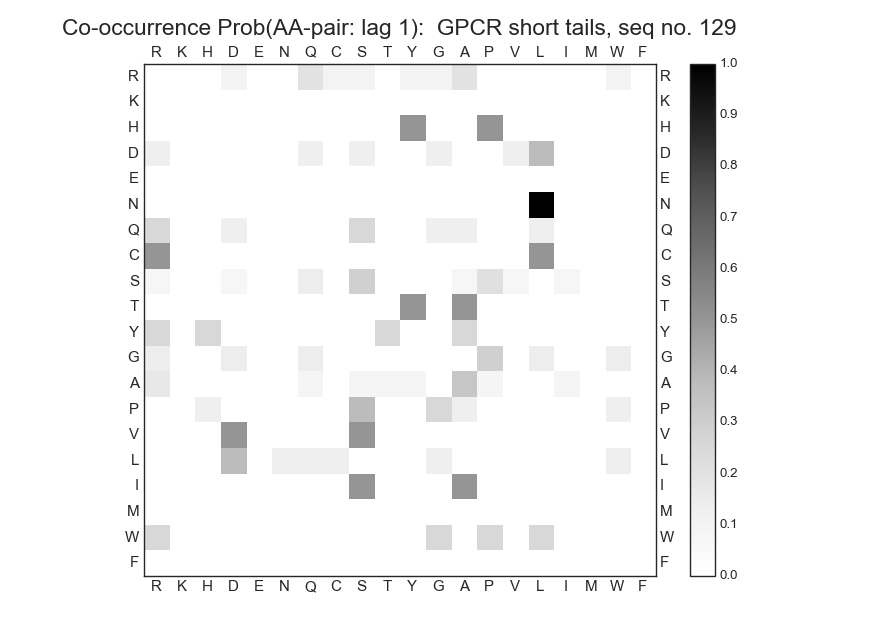 Co-occurrence Prob(AA-pair: lag 1):  GPCR short tails, seq no. 129
R K H D E N Q C S T Y G A P V L I M W F
R R 1.0
K K
H H 0.9
D D
E E 0.8
N N
Q Q 0.7
C C
S S 0.6
T T
Y Y 0.5
G G
A A 0.4
P P
V V 0.3
L L
I I 0.2
M M
W W 0.1
F F 0.0
R K H D E N Q C S T Y G A P V L I M W F